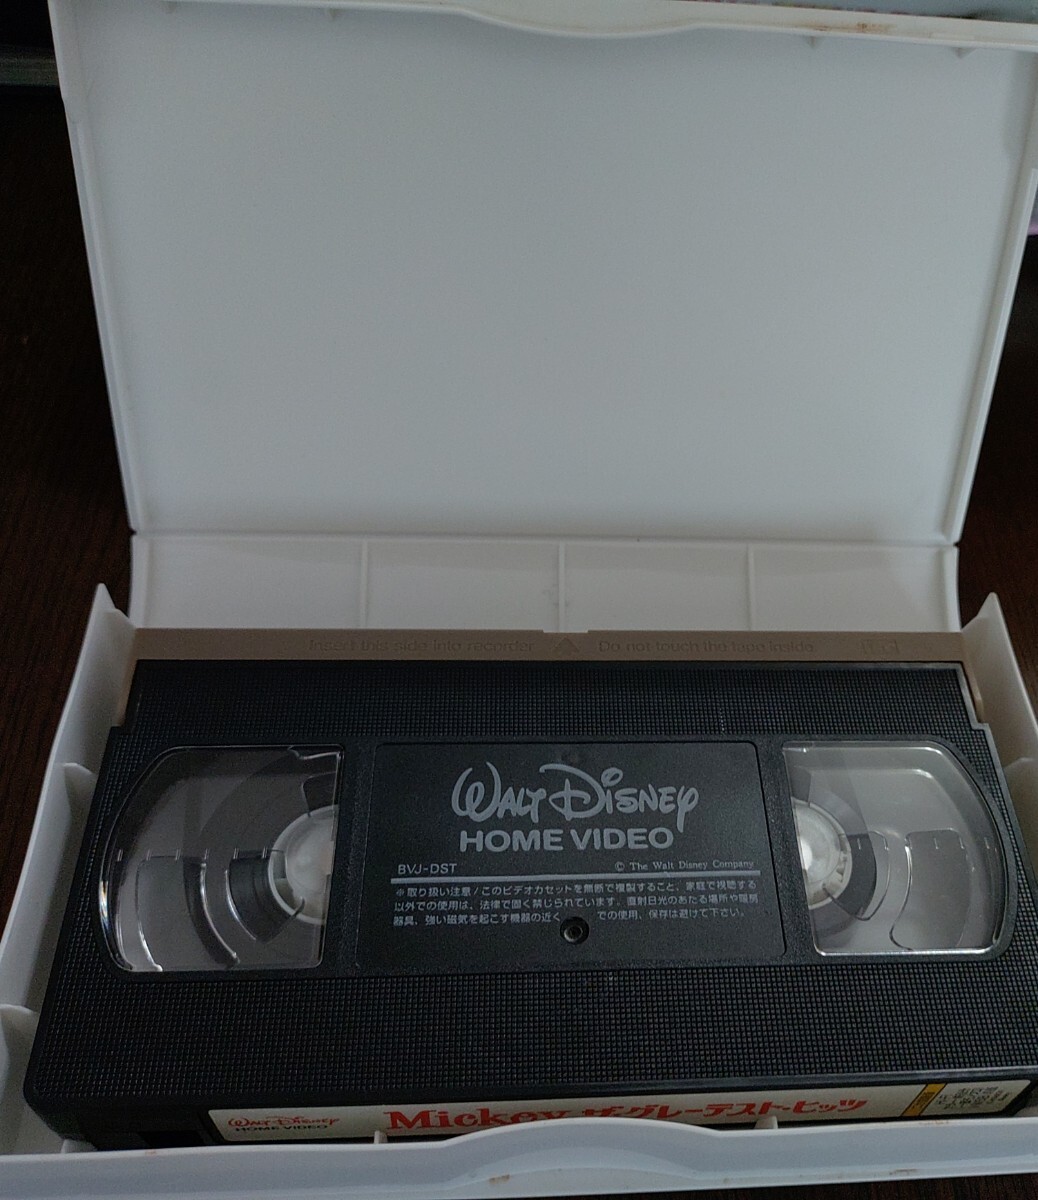 Insert this side into recorder Do not touch the tape inside
WALT DISNEY
HOME VIDEO
BVJ-DST © The Walt Disney Company
※取り扱い注意/このビデオカセットを無断で複製すること、家庭で視聴する
以外での使用は、法律で固く禁じられています。直射日光のあたる場所や暖房
器具、強い磁気を起こす機器の近く での使用、保存は避けて下さい。
WALT DISNEY
HOME VIDEO
Mickey ザ・グレーテスト・ヒッツ